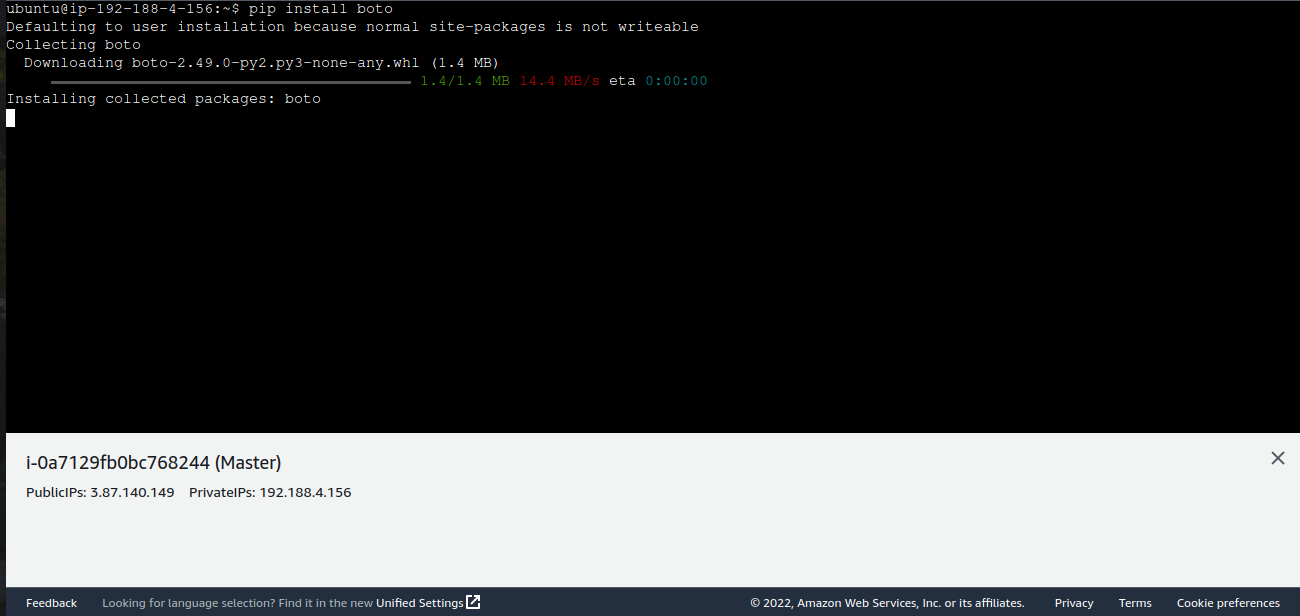 ubuntu@ip-192-188-4-156:~$ pip install boto
Defaulting to user installation because normal site-packages is not writeable
Collecting boto
  Downloading boto-2.49.0-py2.py3-none-any.whl (1.4 MB)
1.4/1.4 MB 14.4 MB/s eta 0:00:00
Installing collected packages: boto
i-0a7129fb0bc768244 (Master)
PublicIPs: 3.87.140.149 PrivateIPs: 192.188.4.156
Feedback Looking for language selection? Find it in the new Unified Settings © 2022, Amazon Web Services, Inc. or its affiliates. Privacy Terms Cookie preferences